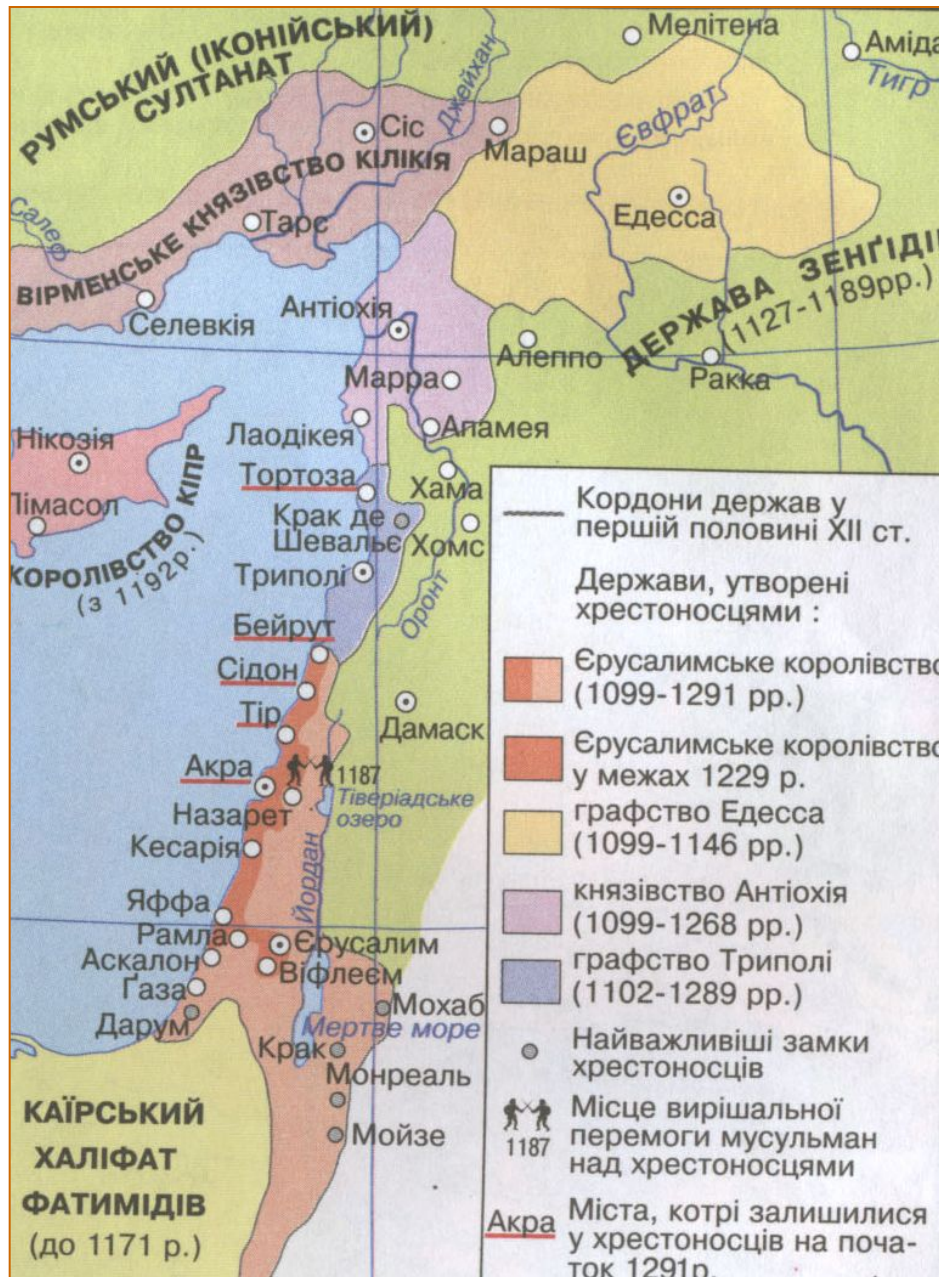 РУМСЬКИЙ (ІКОНІЙСЬКИЙ)
СУЛТАНАТ
Мелітена
Аміда
Тигр
Джейхан
Євфрат
Сіс
Мараш
Едесса
ВІРМЕНСЬКЕ КНЯЗІВСТВО КІЛІКІЯ
Салеф
Тарс
Селевкія
ДЕРЖАВА ЗЕНҐІДІВ
(1127-1189рр.)
Антіохія
Алеппо
Ракка
Марра
Лаодікея
Апамея
Нікозія
Лімасол
КОРОЛІВСТВО КІПР
(з 1192р.)
Тортоза
Хама
Крак де
Шевальє
Хомс
Триполі
Оронт
Бейрут
Сідон
Дамаск
Тір
Акра
1187
Тіверіадське
озеро
Назарет
Кесарія
Йордан
Яффа
Рамла
Єрусалим
Аскалон
Віфлеєм
Ґаза
Дарум
Мохаб
Мертве море
Крак
Монреаль
Мойзе
КАЇРСЬКИЙ
ХАЛІФАТ
ФАТИМІДІВ
(до 1171 р.)
Кордони держав у
першій половині XII ст.
Держави, утворені
хрестоносцями :
Єрусалимське королівство
(1099-1291 рр.)
Єрусалимське королівство
у межах 1229 р.
графство Едесса
(1099-1146 рр.)
князівство Антіохія
(1099-1268 рр.)
графство Триполі
(1102-1289 рр.)
Найважливіші замки
хрестоносців
Місце вирішальної
перемоги мусульман
над хрестоносцями
1187
Акра
Міста, котрі залишилися
у хрестоносців на поча-
ток 1291р.